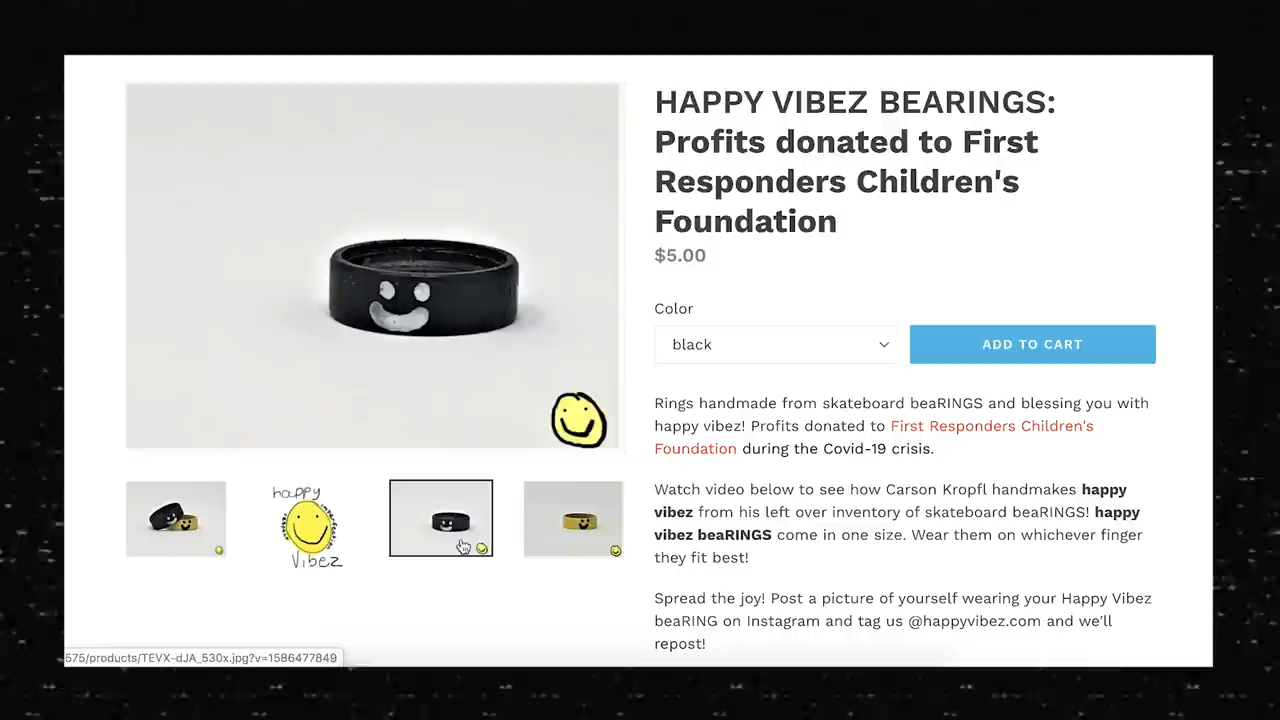 HAPPY VIBEZ BEARINGS:
Profits donated to First
Responders Children's
Foundation
$5.00
Color
black
ADD TO CART
Rings handmade from skateboard beaRINGS and blessing you with
happy vibez! Profits donated to First Responders Children's
Foundation during the Covid-19 crisis.
Watch video below to see how Carson Kropfl handmakes happy
vibez from his left over inventory of skateboard beaRINGS! happy
vibez beaRINGS come in one size. Wear them on whichever finger
they fit best!
Spread the joy! Post a picture of yourself wearing your Happy Vibez
beaRING on Instagram and tag us @happyvibez.com and we'll
repost!
happy
Vibez
575/products/TEVX-dJA_530x.jpg?v=1586477849